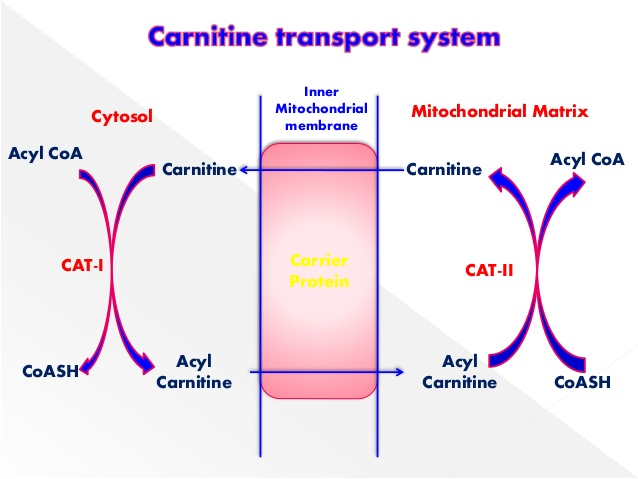 Carnitine transport system
Inner
Mitochondrial
membrane
Cytosol
Mitochondrial Matrix
Acyl CoA
Carnitine
Carnitine
Acyl CoA
CAT-I
Carrier
Protein
CAT-II
CoASH
Acyl
Carnitine
Acyl
Carnitine
CoASH